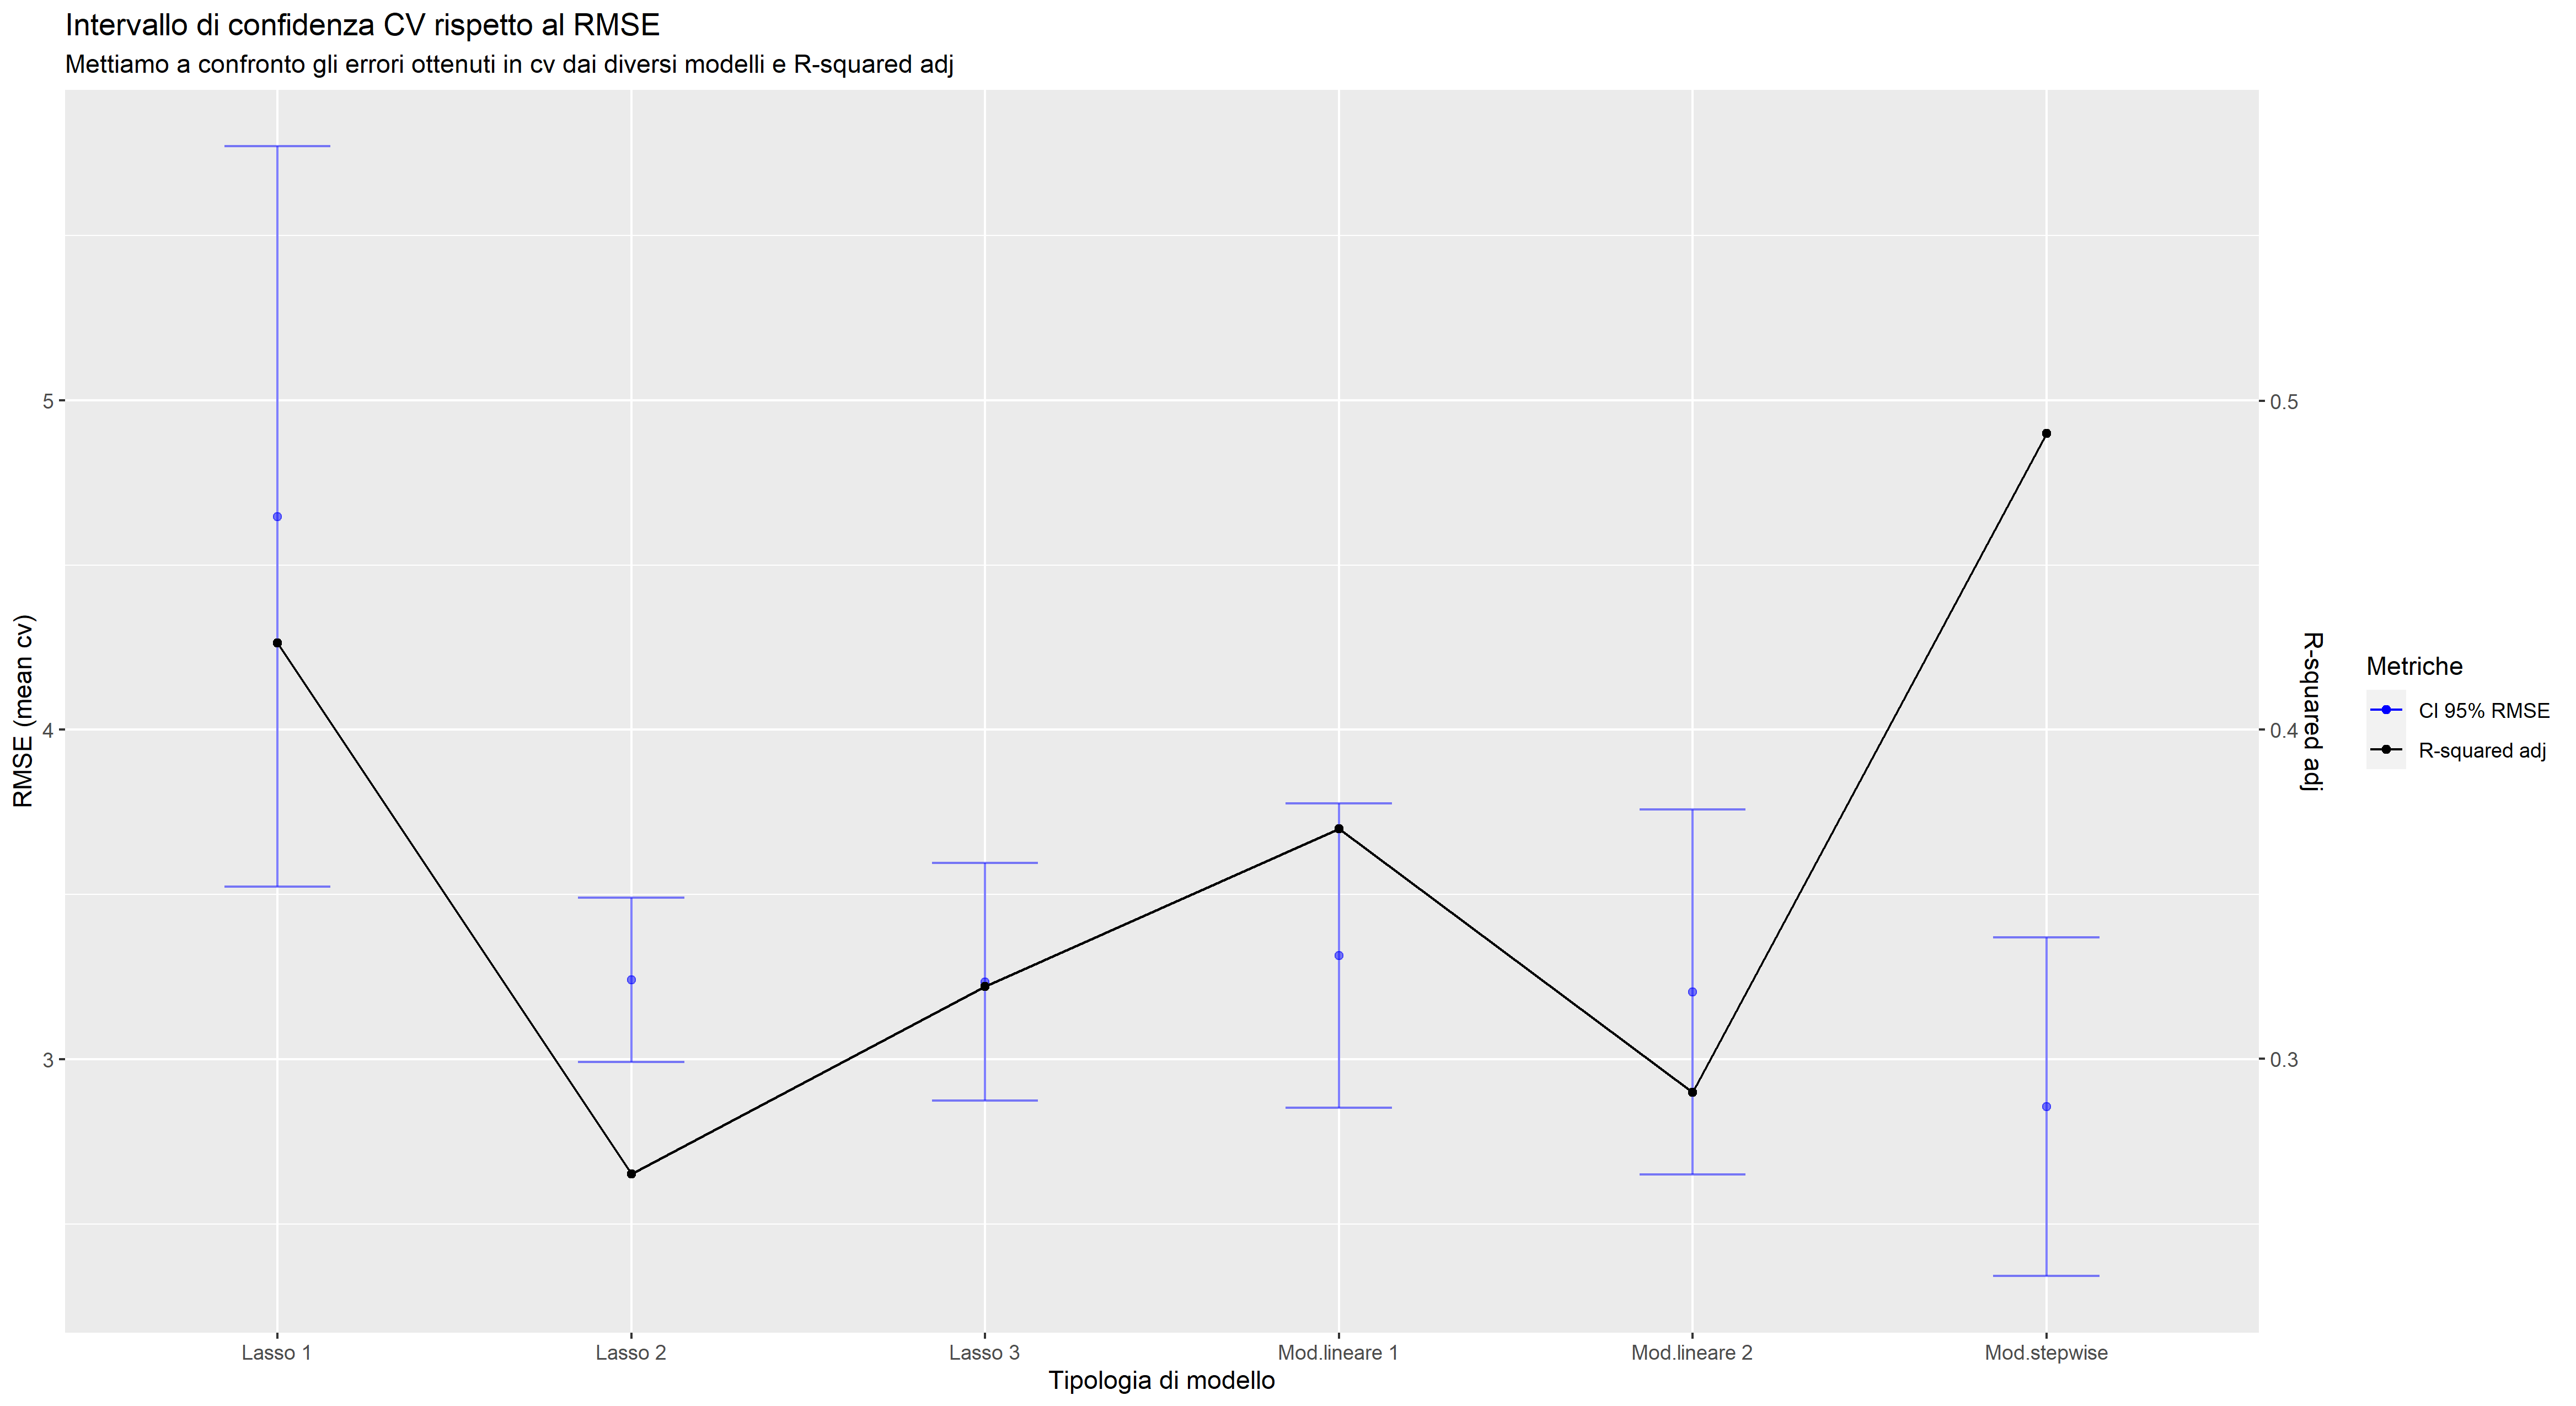 Intervallo di confidenza CV rispetto al RMSE
Mettiamo a confronto gli errori ottenuti in cv dai diversi modelli e R-squared adj
RMSE (mean cv)
5
4
3
0.5
0.4
0.3
R-squared adj
Metriche
CI 95% RMSE
R-squared adj
Lasso 1
Lasso 2
Lasso 3
Mod.lineare 1
Mod.lineare 2
Mod.stepwise
Tipologia di modello